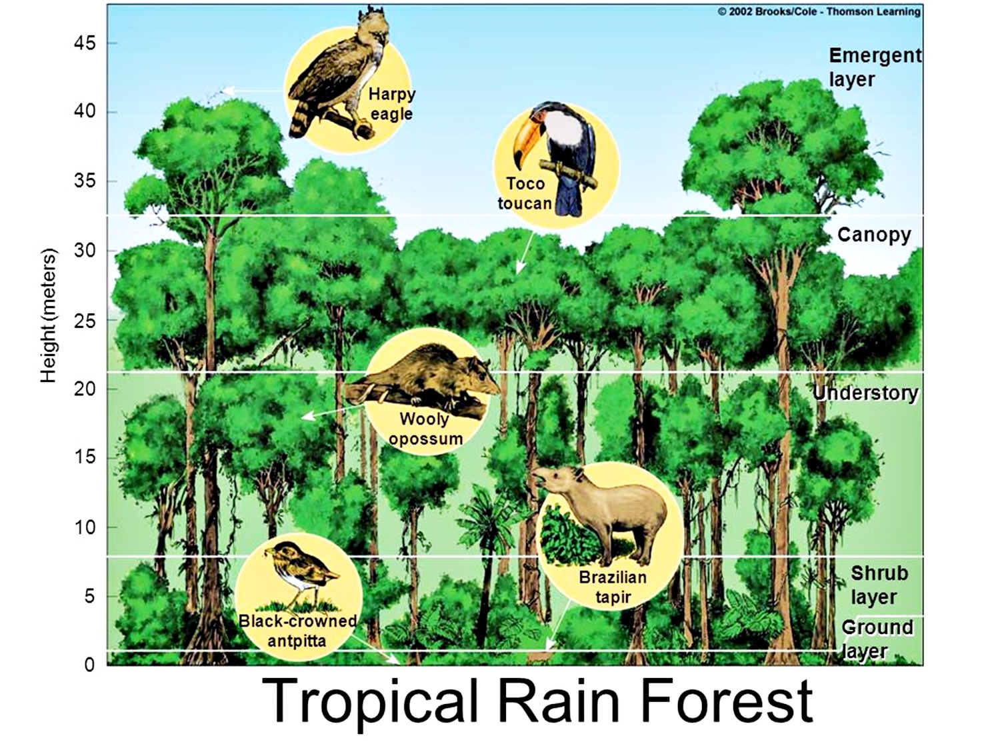 © 2002 Brooks/Cole - Thomson Learning
45
Emergent
layer
Harpy
eagle
40
35
Toco
toucan
Canopy
30
Height (meters)
25
20
Understory
Wooly
opossum
15
10
Shrub
layer
Brazilian
tapir
5
Black-crowned
antpitta
Ground
layer
0
Tropical Rain Forest